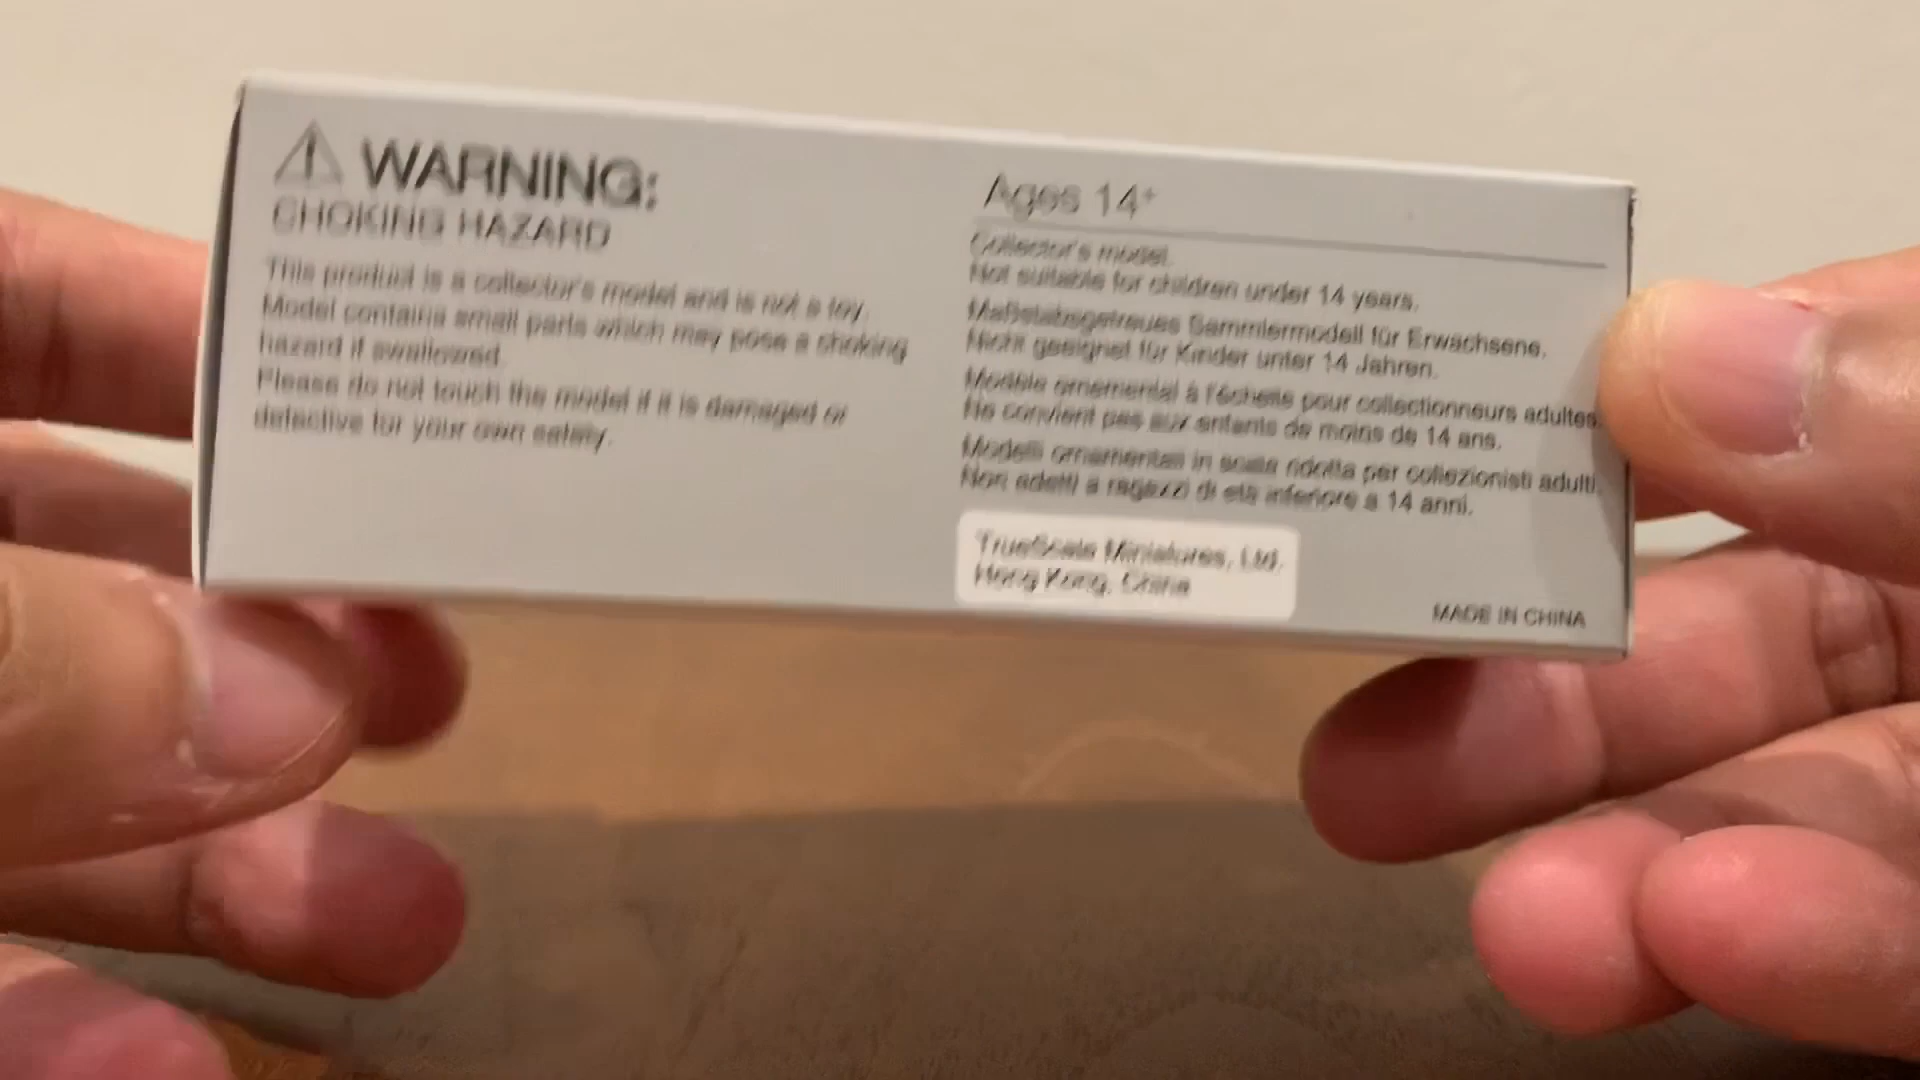 WARNING:
CHOKING HAZARD
This product is a collector's model and is not a toy.
Model contains small parts which may pose a choking
hazard if swallowed.
Please do not touch the model if it is damaged or
defective for your own safety.
Ages 14+
Collector's model.
Not suitable for children under 14 years.
Maßstabsgetreues Sammlermodell für Erwachsene.
Nicht geeignet für Kinder unter 14 Jahren.
Modèle ornemental à l'échelle pour collectionneurs adultes.
Ne convient pas aux enfants de moins de 14 ans.
Modelli ornamentali in scala ridotta per collezionisti adulti.
Non adatti a ragazzi di età inferiore a 14 anni.
TrueScale Miniatures, Ltd.
Hong Kong, China
MADE IN CHINA